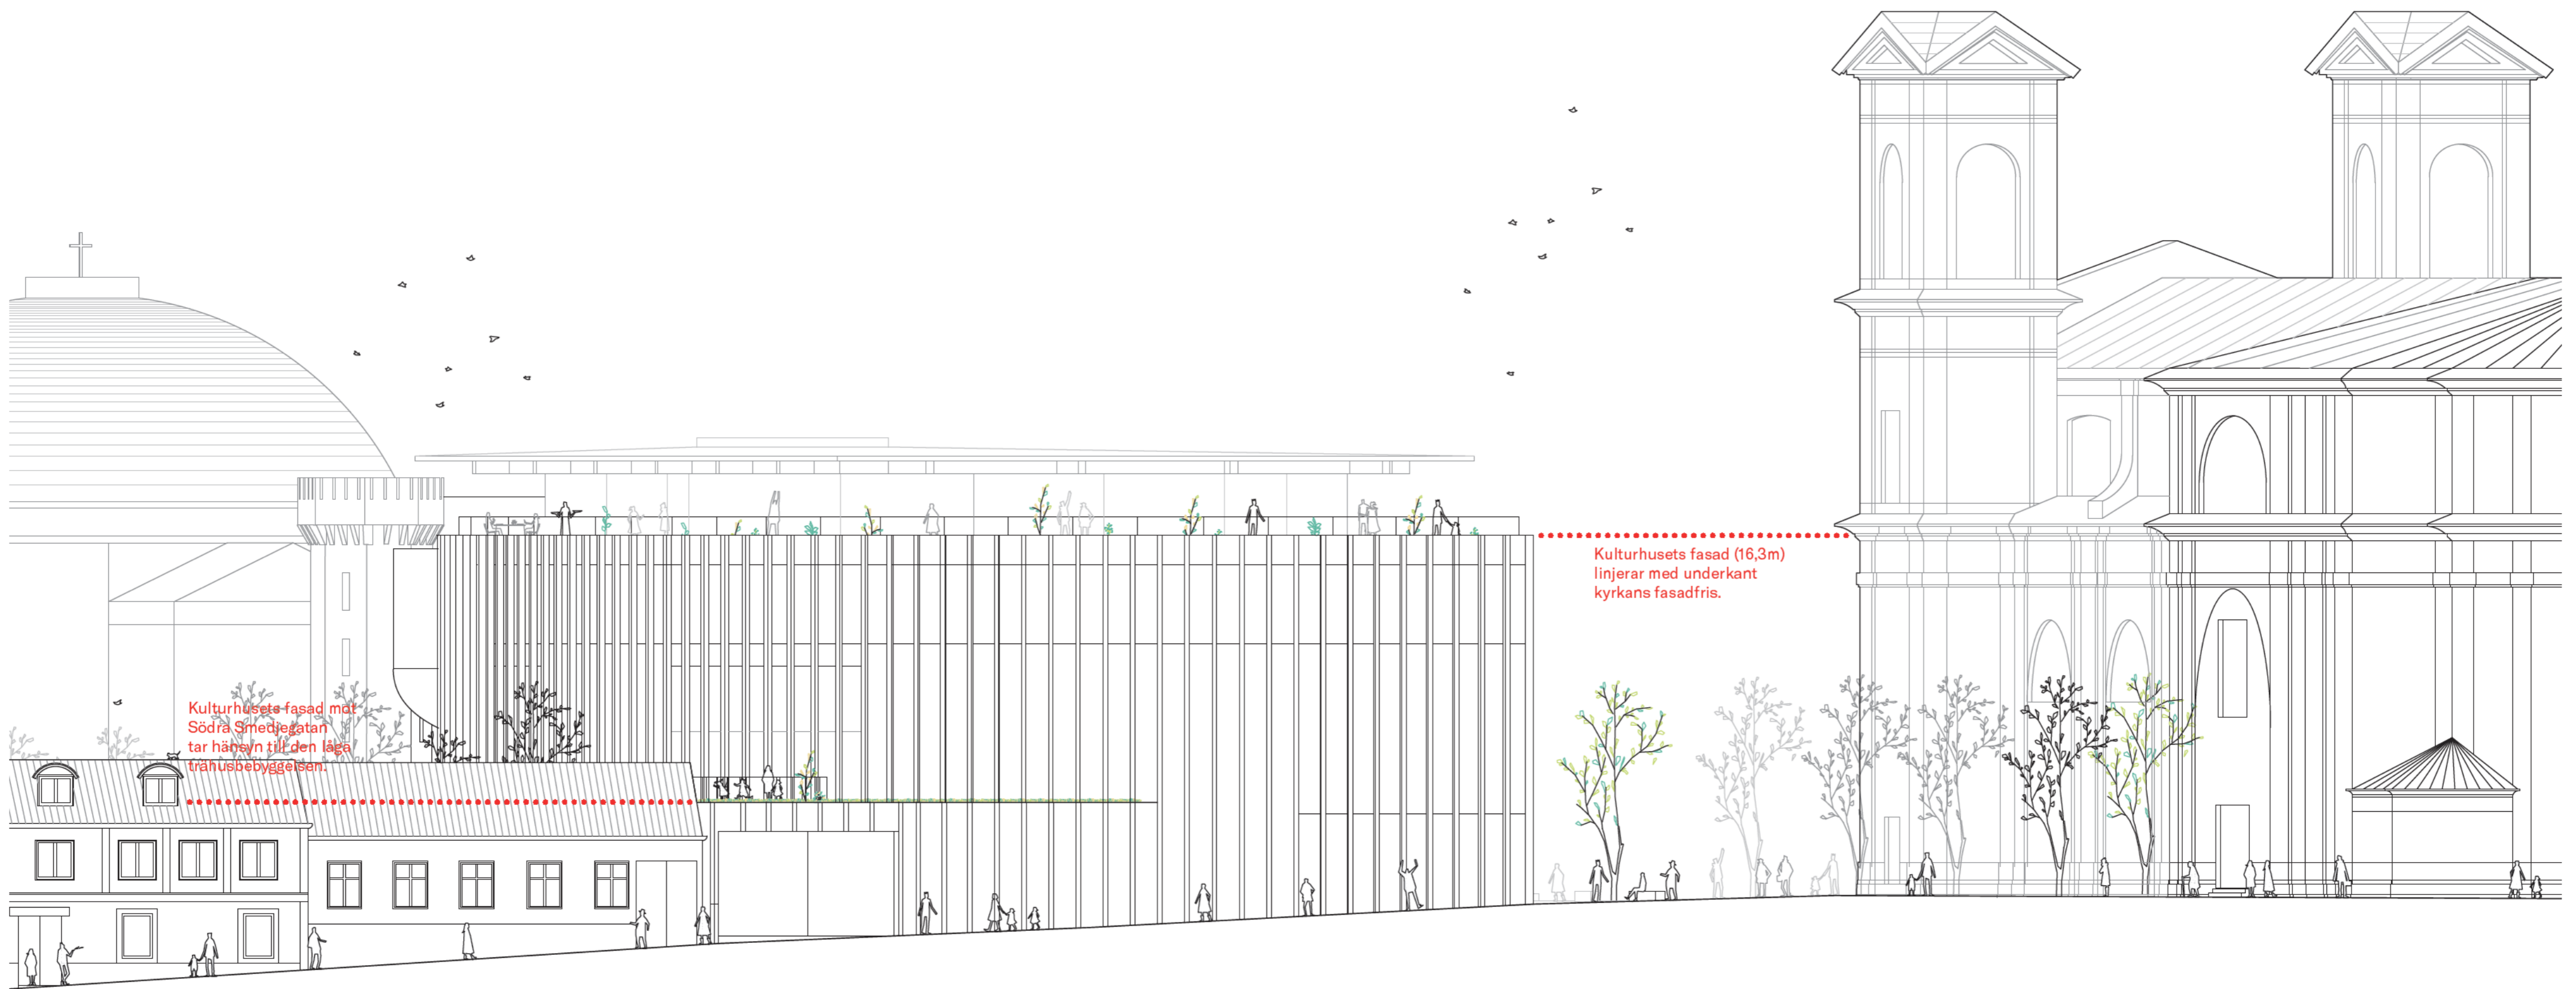 Kulturhusets fasad (16,3m)
linjerar med underkant
kyrkans fasadfris.
Kulturhusets fasad mot
Södra Smedjegatan
tar hänsyn till den låga
trähusbebyggelsen.